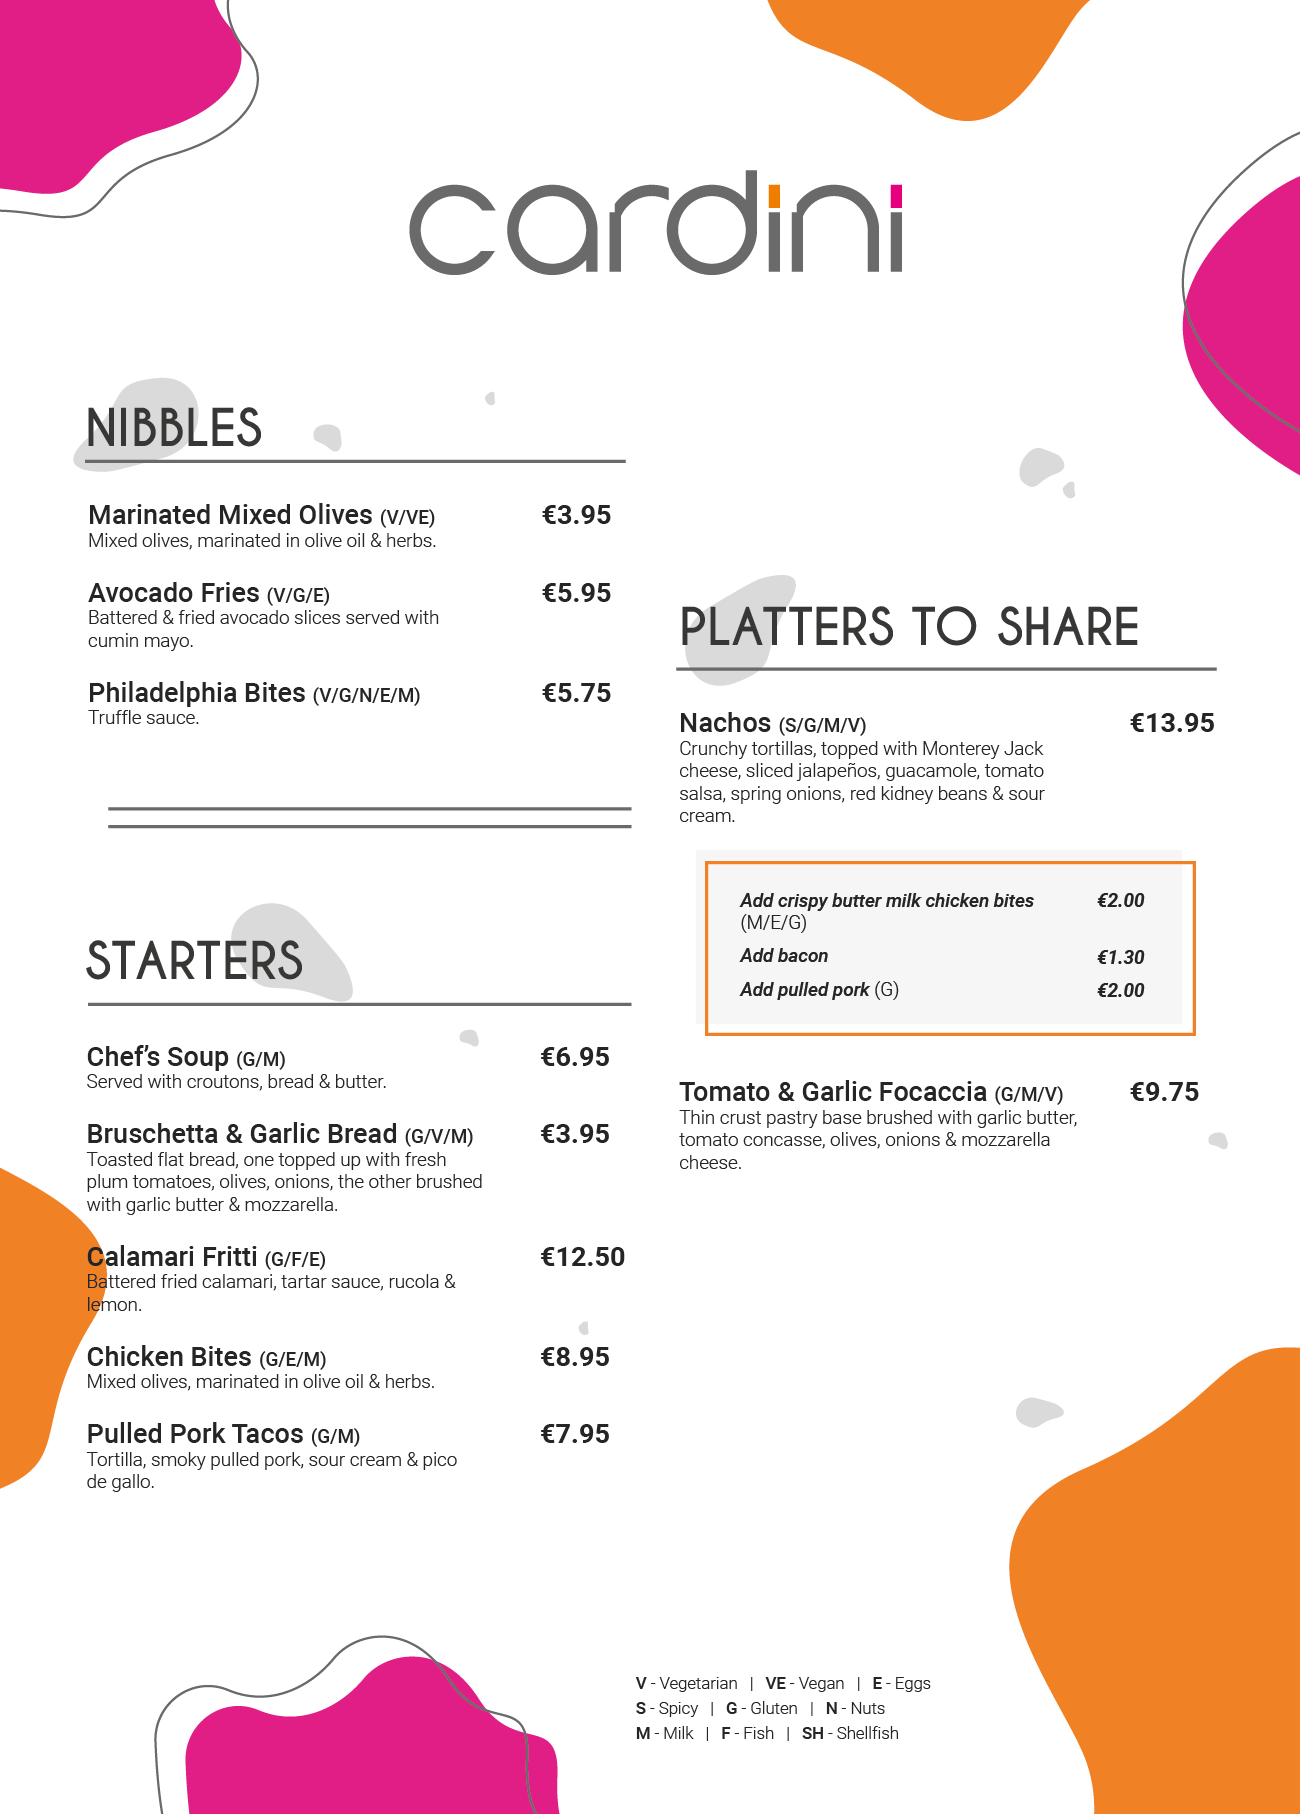 cardini
NIBBLES
Marinated Mixed Olives (V/VE) €3.95
Mixed olives, marinated in olive oil & herbs.
Avocado Fries (V/G/E) €5.95
Battered & fried avocado slices served with
cumin mayo.
Philadelphia Bites (V/G/N/E/M) €5.75
Truffle sauce.
STARTERS
Chef’s Soup (G/M) €6.95
Served with croutons, bread & butter.
Bruschetta & Garlic Bread (G/V/M) €3.95
Toasted flat bread, one topped up with fresh
plum tomatoes, olives, onions, the other brushed
with garlic butter & mozzarella.
Calamari Fritti (G/F/E) €12.50
Battered fried calamari, tartar sauce, rucola &
lemon.
Chicken Bites (G/E/M) €8.95
Mixed olives, marinated in olive oil & herbs.
Pulled Pork Tacos (G/M) €7.95
Tortilla, smoky pulled pork, sour cream & pico
de gallo.
PLATTERS TO SHARE
Nachos (S/G/M/V) €13.95
Crunchy tortillas, topped with Monterey Jack
cheese, sliced jalapeños, guacamole, tomato
salsa, spring onions, red kidney beans & sour
cream.
Add crispy butter milk chicken bites €2.00
(M/E/G)
Add bacon €1.30
Add pulled pork (G) €2.00
Tomato & Garlic Focaccia (G/M/V) €9.75
Thin crust pastry base brushed with garlic butter,
tomato concasse, olives, onions & mozzarella
cheese.
V - Vegetarian | VE - Vegan | E - Eggs
S - Spicy | G - Gluten | N - Nuts
M - Milk | F - Fish | SH - Shellfish